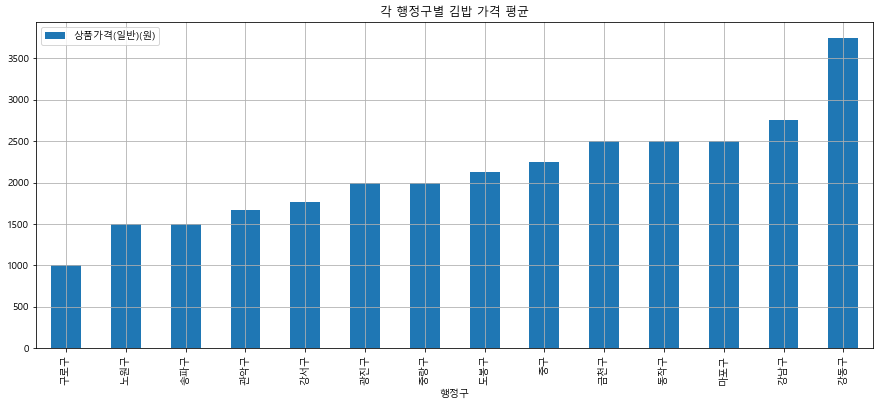 각 행정구별 김밥 가격 평균
상품가격(일반)(원)
3500
3000
2500
2000
1500
1000
500
0
구로구
노원구
송파구
관악구
강서구
광진구
중랑구
도봉구
중구
금천구
동작구
마포구
강남구
강동구
행정구